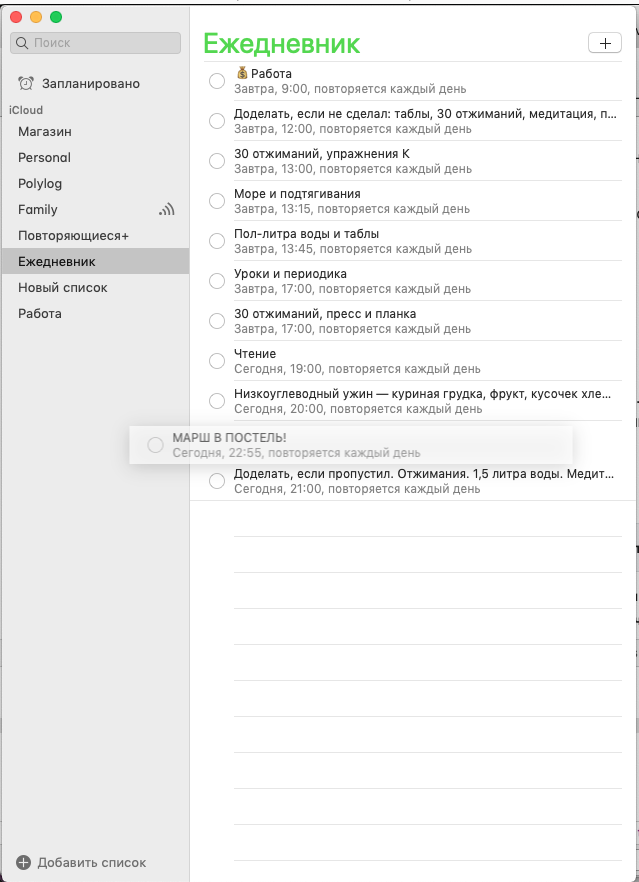 Поиск
Запланировано
iCloud
Магазин
Personal
Polylog
Family
Повторяющиеся+
Ежедневник
Новый список
Работа
Добавить список
Ежедневник
Работа
Завтра, 9:00, повторяется каждый день
Доделать, если не сделал: таблы, 30 отжиманий, медитация, п...
Завтра, 12:00, повторяется каждый день
30 отжиманий, упражнения К
Завтра, 13:00, повторяется каждый день
Море и подтягивания
Завтра, 13:15, повторяется каждый день
Пол-литра воды и таблы
Завтра, 13:45, повторяется каждый день
Уроки и периодика
Завтра, 17:00, повторяется каждый день
30 отжиманий, пресс и планка
Завтра, 17:00, повторяется каждый день
Чтение
Сегодня, 19:00, повторяется каждый день
Низкоуглеводный ужин — куриная грудка, фрукт, кусочек хле...
Сегодня, 20:00, повторяется каждый день
МАРШ В ПОСТЕЛЬ!
Сегодня, 22:55, повторяется каждый день
Доделать, если пропустил. Отжимания. 1,5 литра воды. Медит...
Сегодня, 21:00, повторяется каждый день